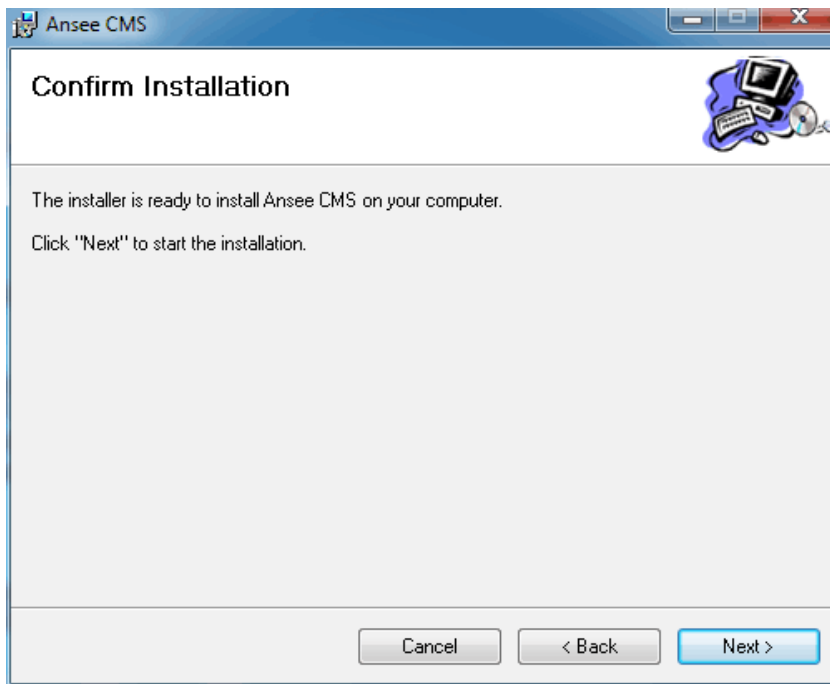 Ansee CMS
Confirm Installation
The installer is ready to install Ansee CMS on your computer.
Click "Next" to start the installation.
Cancel
< Back
Next >